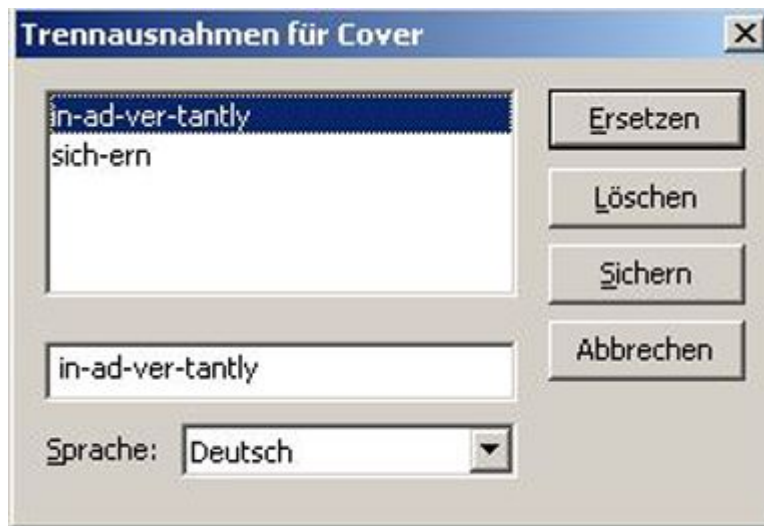 Trennausnahmen für Cover
in-ad-ver-tantly
sich-ern
Ersetzen
Löschen
Sichern
Abbrechen
in-ad-ver-tantly
Sprache: Deutsch